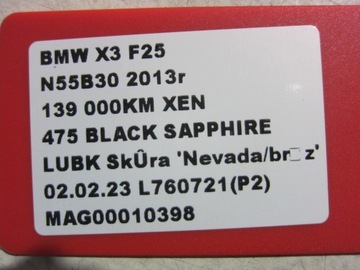 BMW X3 F25
N55B30 2013r
139 000KM XEN
475 BLACK SAPPHIRE
LUBK SkÛra 'Nevada/br□z'
02.02.23 L760721(P2)
MAG00010398